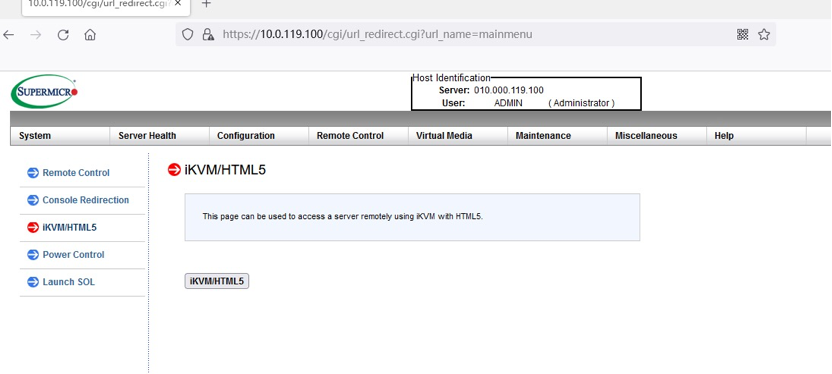 10.0.119.100/cgi/url_redirect.cgi?
https://10.0.119.100/cgi/url_redirect.cgi?url_name=mainmenu
SUPERMICRO
Host Identification
Server: 010.000.119.100
User: ADMIN (Administrator)
System Server Health Configuration Remote Control Virtual Media Maintenance Miscellaneous Help
Remote Control
Console Redirection
iKVM/HTML5
Power Control
Launch SOL
iKVM/HTML5
This page can be used to access a server remotely using iKVM with HTML5.
iKVM/HTML5